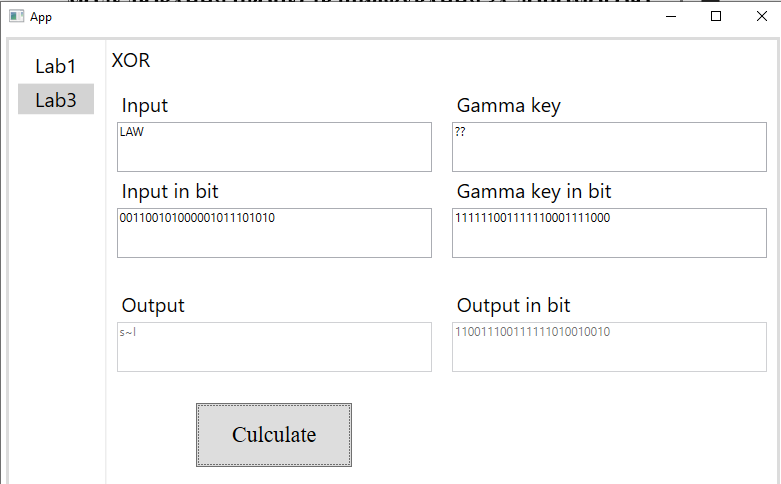 App
Lab1
Lab3
XOR
Input
Gamma key
LAW
??
Input in bit
Gamma key in bit
001100101000001011101010
111111001111110001111000
Output
Output in bit
s~I
110011100111111010010010
Culculate